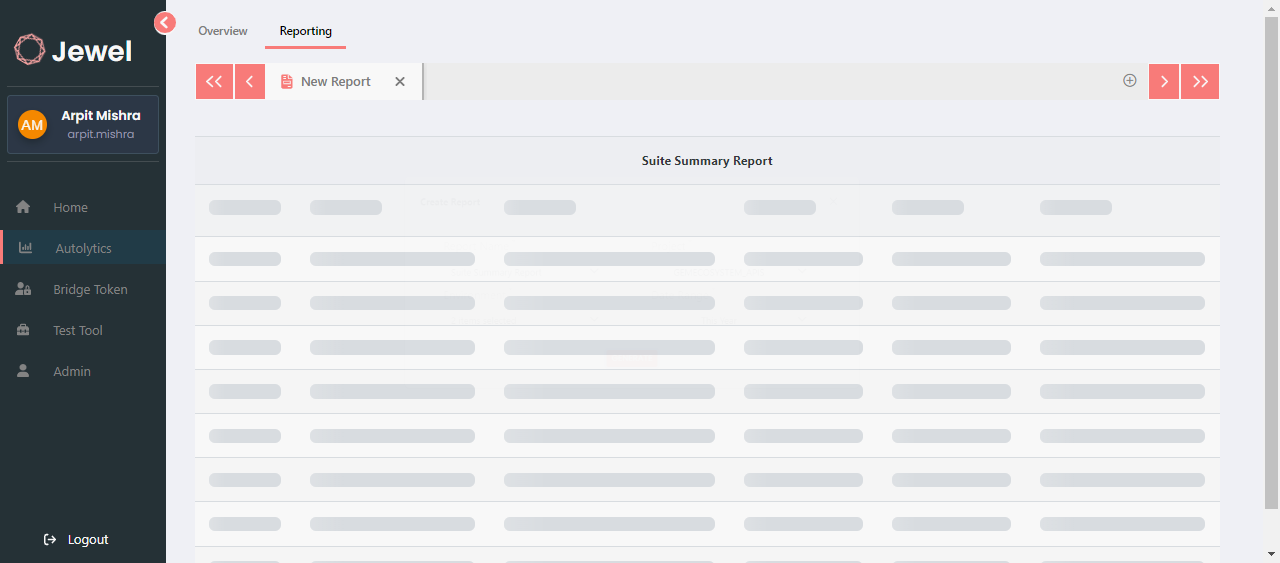 Jewel
AM
Arpit Mishra
arpit.mishra
Home
Autolytics
Bridge Token
Test Tool
Admin
Logout
Overview
Reporting
New Report
Suite Summary Report